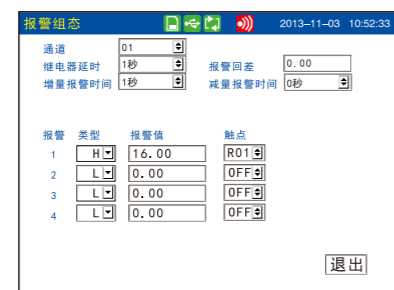 报警组态 2013-11-03 10:52:33
通道 01
继电器延时 1秒 报警回差 0.00
增量报警时间 1秒 减量报警时间 0秒
报警 类型 报警值 触点
1 H 16.00 R01
2 L 0.00 OFF
3 L 0.00 OFF
4 L 0.00 OFF
退出